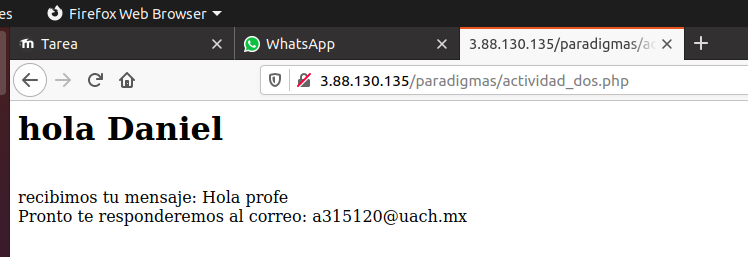 es Firefox Web Browser
Tarea WhatsApp 3.88.130.135/paradigmas/ac
3.88.130.135/paradigmas/actividad_dos.php
hola Daniel
recibimos tu mensaje: Hola profe
Pronto te responderemos al correo: a315120@uach.mx